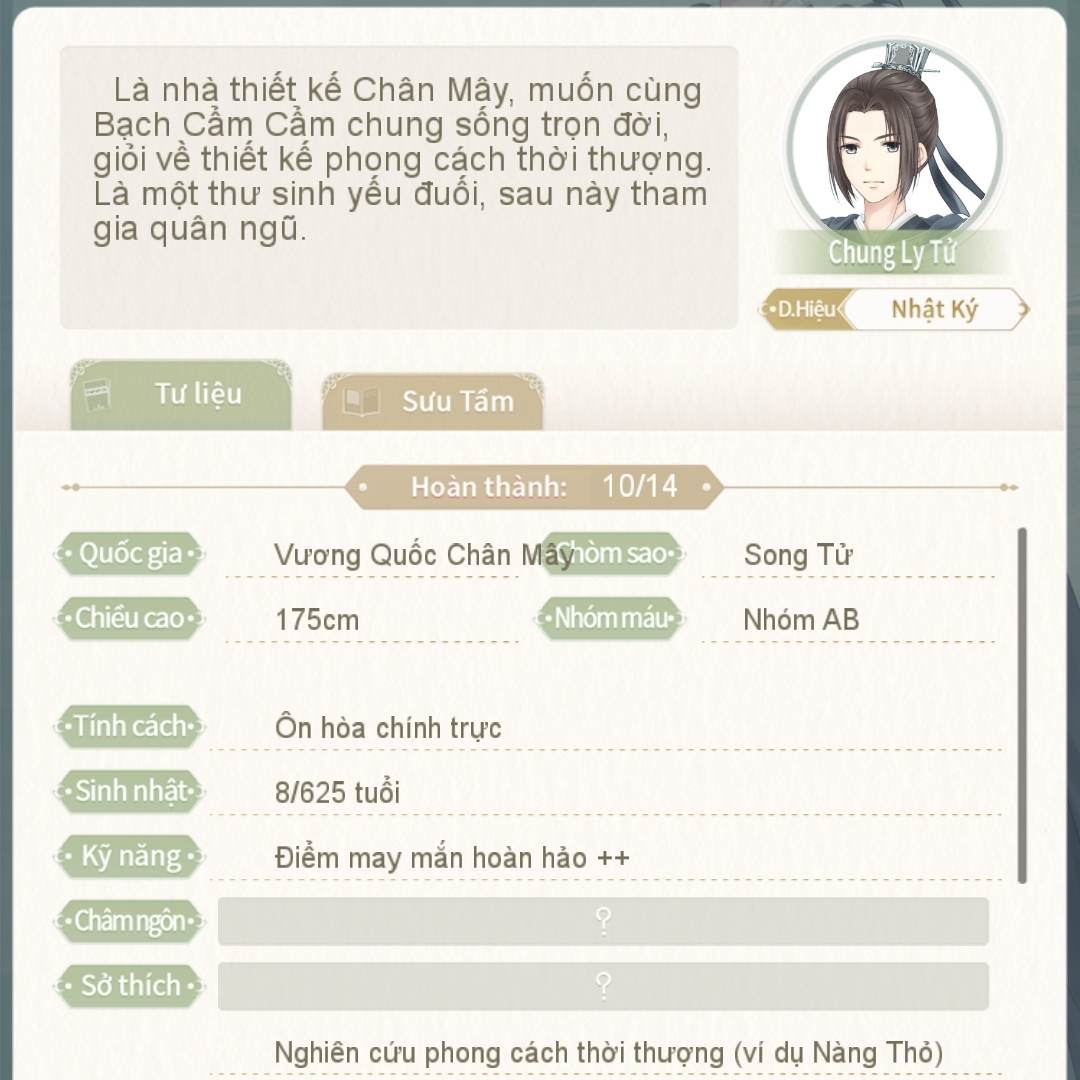 Là nhà thiết kế Chân Mây, muốn cùng
Bạch Cẩm Cẩm chung sống trọn đời,
giỏi về thiết kế phong cách thời thượng.
Là một thư sinh yếu đuối, sau này tham
gia quân ngũ.
Chung Ly Tử
D.Hiệu Nhật Ký
Tư liệu Sưu Tầm
Hoàn thành: 10/14
Quốc gia Vương Quốc Chân Mây Chòm sao Song Tử
Chiều cao 175cm Nhóm máu Nhóm AB
Tính cách Ôn hòa chính trực
Sinh nhật 8/625 tuổi
Kỹ năng Điểm may mắn hoàn hảo ++
Châm ngôn ?
Sở thích ?
Nghiên cứu phong cách thời thượng (ví dụ Nàng Thỏ)